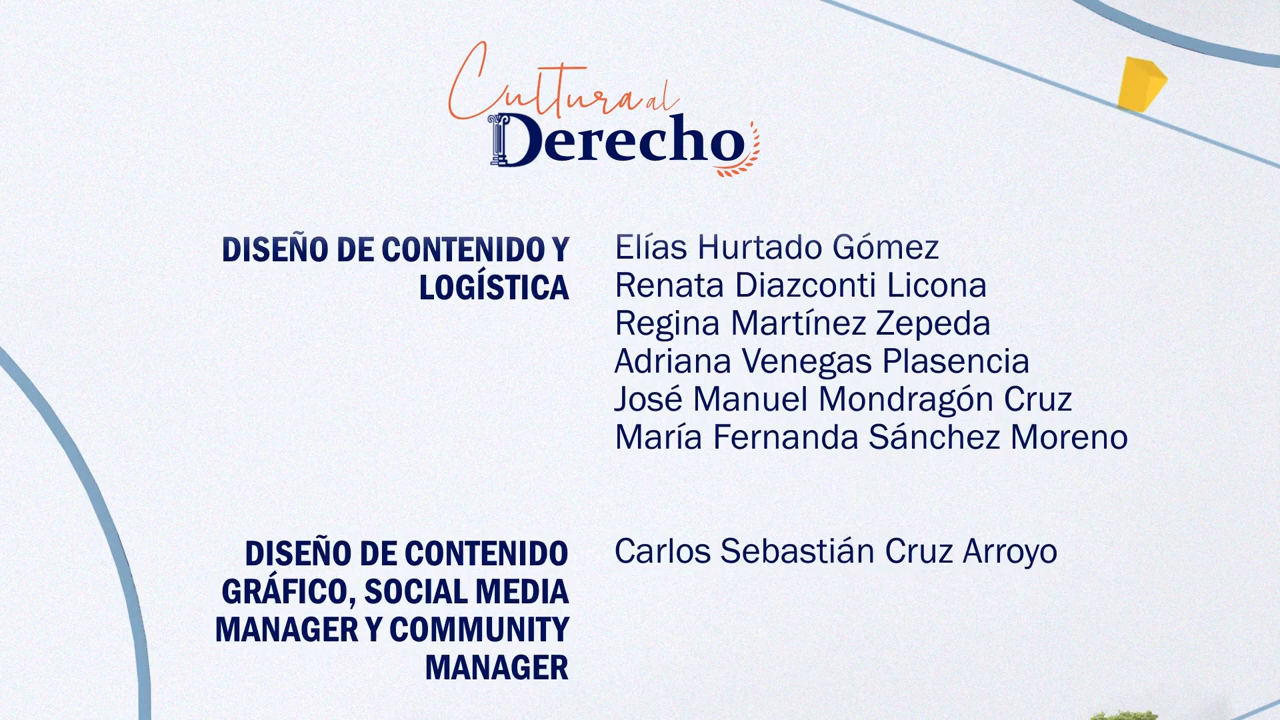 Cultura al
Derecho
DISEÑO DE CONTENIDO Y
LOGÍSTICA
Elías Hurtado Gómez
Renata Diazconti Licona
Regina Martínez Zepeda
Adriana Venegas Plasencia
José Manuel Mondragón Cruz
María Fernanda Sánchez Moreno
DISEÑO DE CONTENIDO
GRÁFICO, SOCIAL MEDIA
MANAGER Y COMMUNITY
MANAGER
Carlos Sebastián Cruz Arroyo